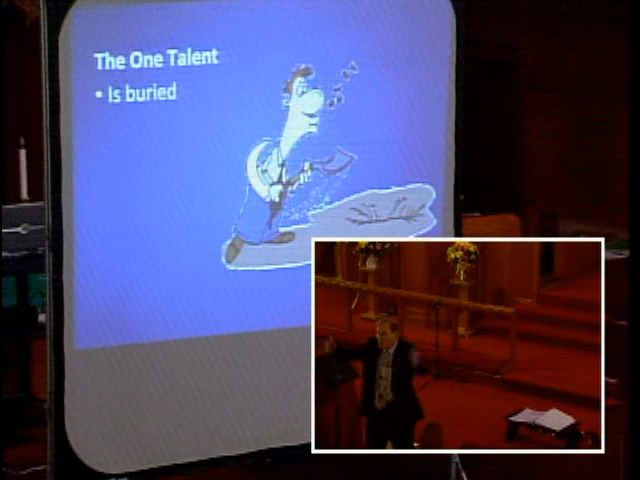 The One Talent
• Is buried